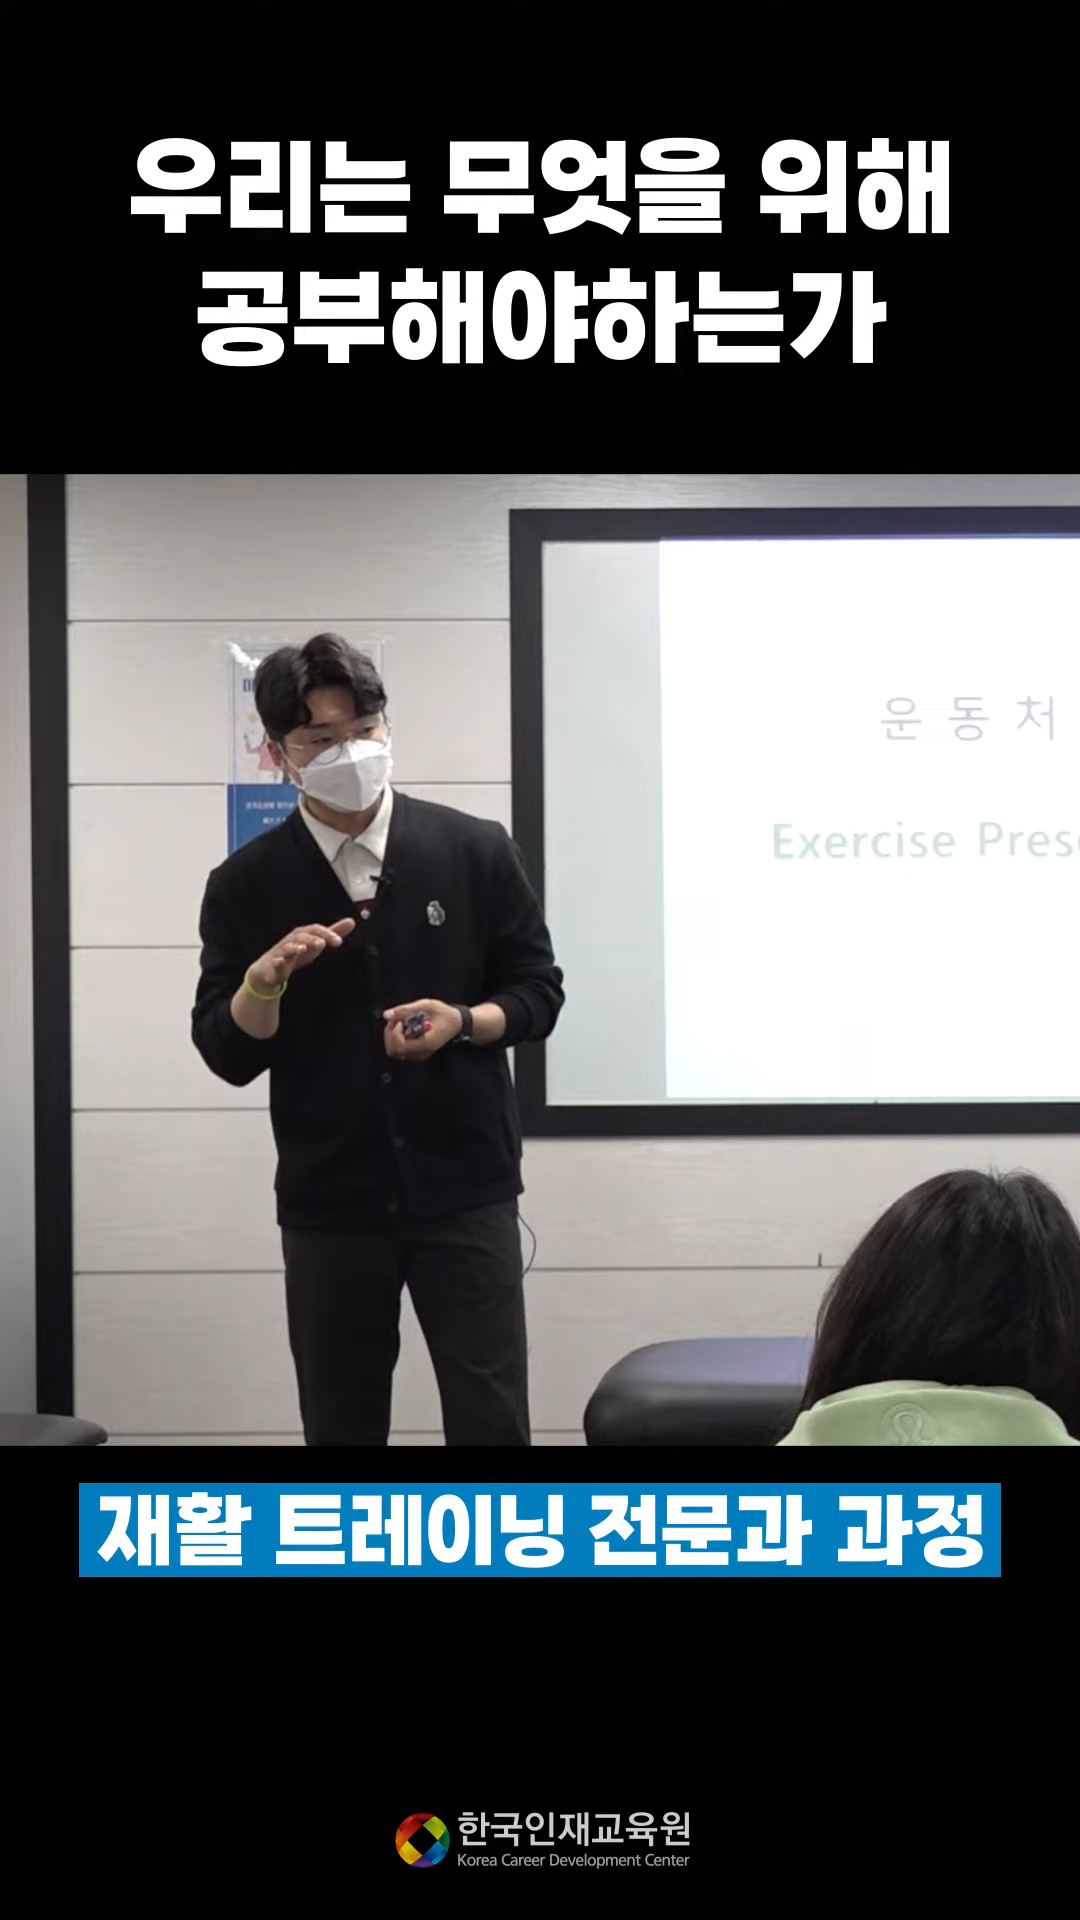 우리는 무엇을 위해
공부해야하는가
운 동 처
Exercise Pres
재활 트레이닝 전문과 과정
한국인재교육원
Korea Career Development Center